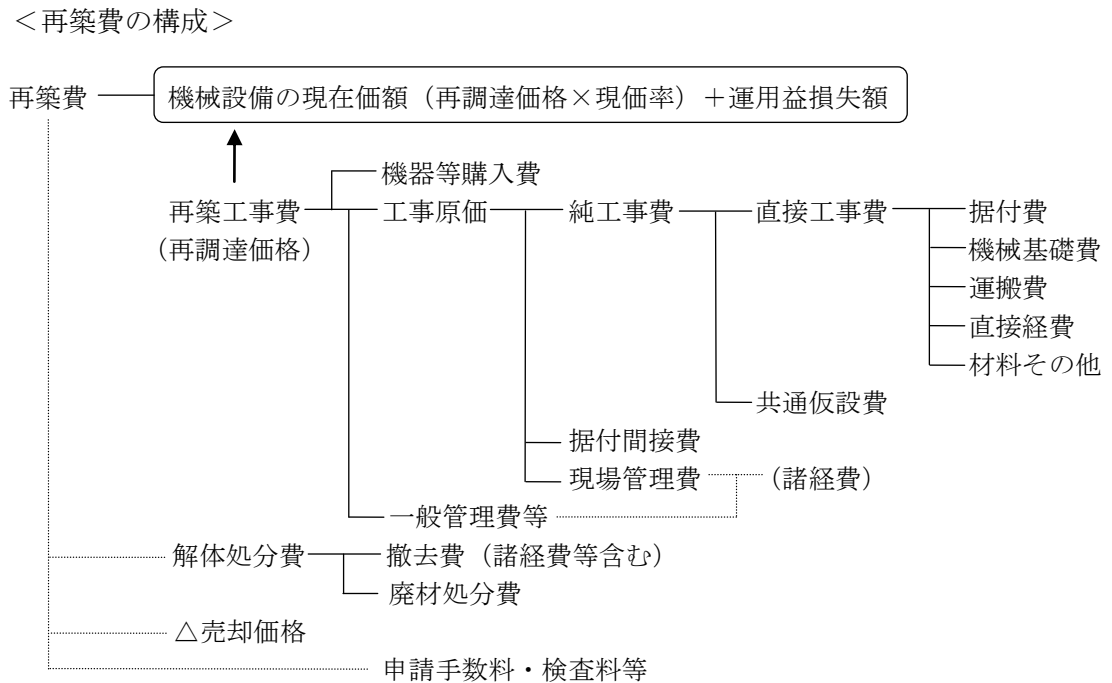 ＜再築費の構成＞
再築費 機械設備の現在価額（再調達価格×現価率）＋運用益損失額
機器等購入費
再築工事費 工事原価 純工事費 直接工事費 据付費
（再調達価格） 機械基礎費
運搬費
直接経費
材料その他
共通仮設費
据付間接費
現場管理費 （諸経費）
一般管理費等
解体処分費 撤去費（諸経費等含む）
廃材処分費
△売却価格
申請手数料・検査料等